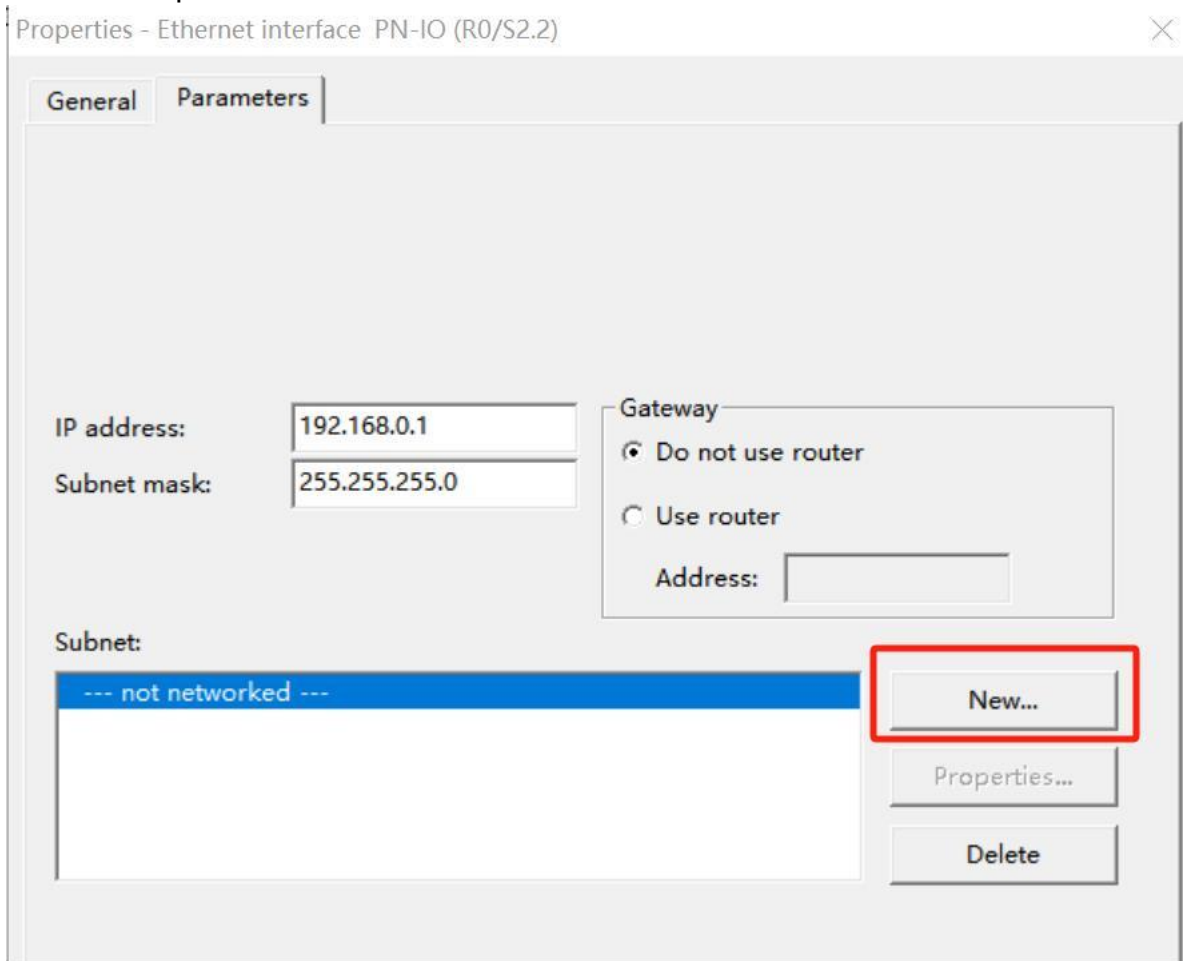 Properties - Ethernet interface PN-IO (R0/S2.2)
General
Parameters
IP address:
192.168.0.1
Subnet mask:
255.255.255.0
Gateway
Do not use router
Use router
Address:
Subnet:
--- not networked ---
New...
Properties...
Delete